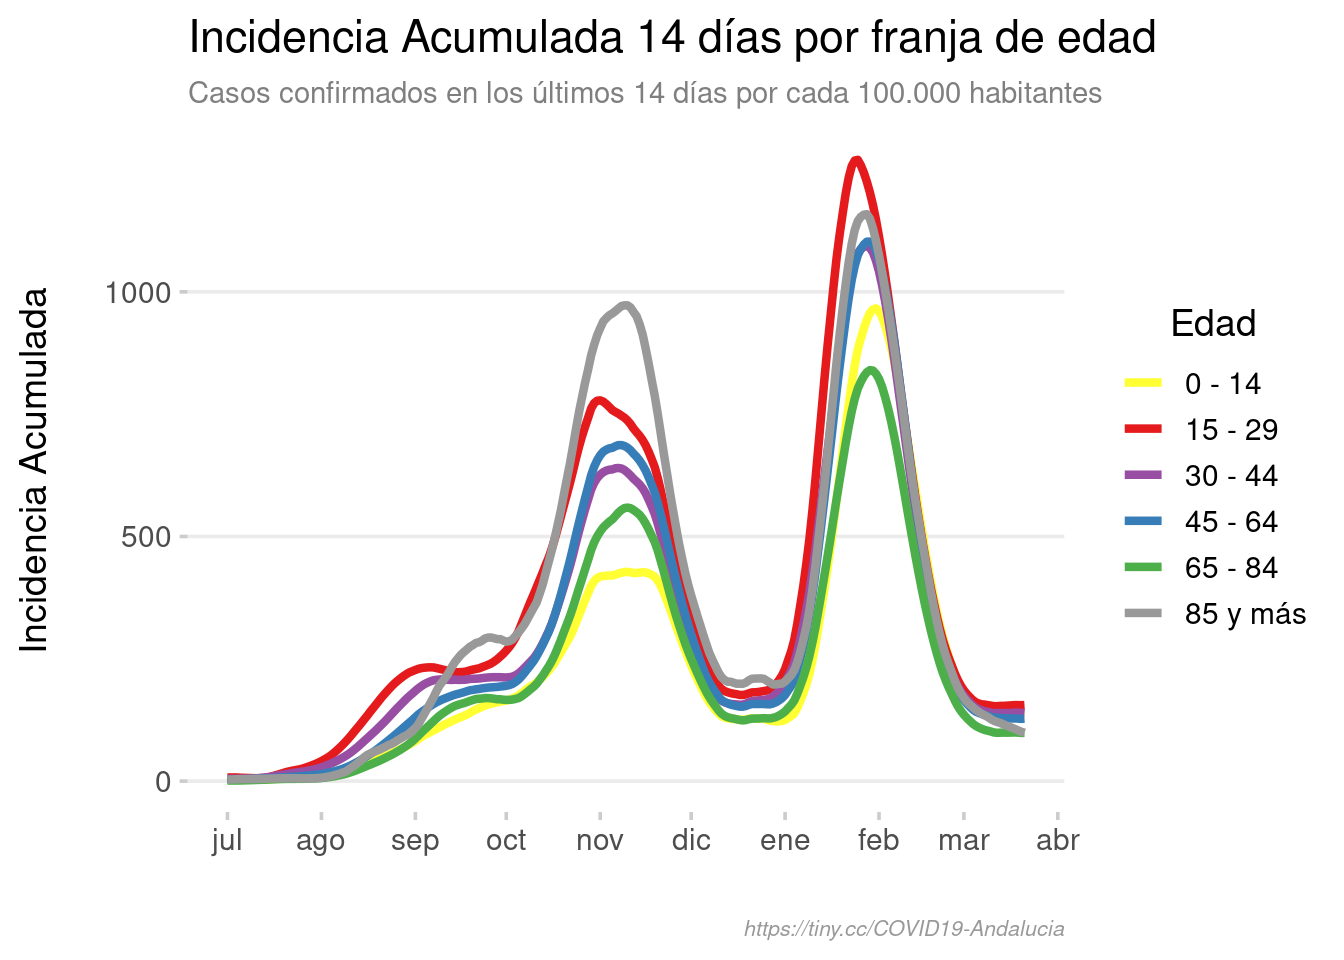 Incidencia Acumulada 14 días por franja de edad
Casos confirmados en los últimos 14 días por cada 100.000 habitantes
Incidencia Acumulada
1000
500
0
jul ago sep oct nov dic ene feb mar abr
Edad
0 - 14
15 - 29
30 - 44
45 - 64
65 - 84
85 y más
https://tiny.cc/COVID19-Andalucia